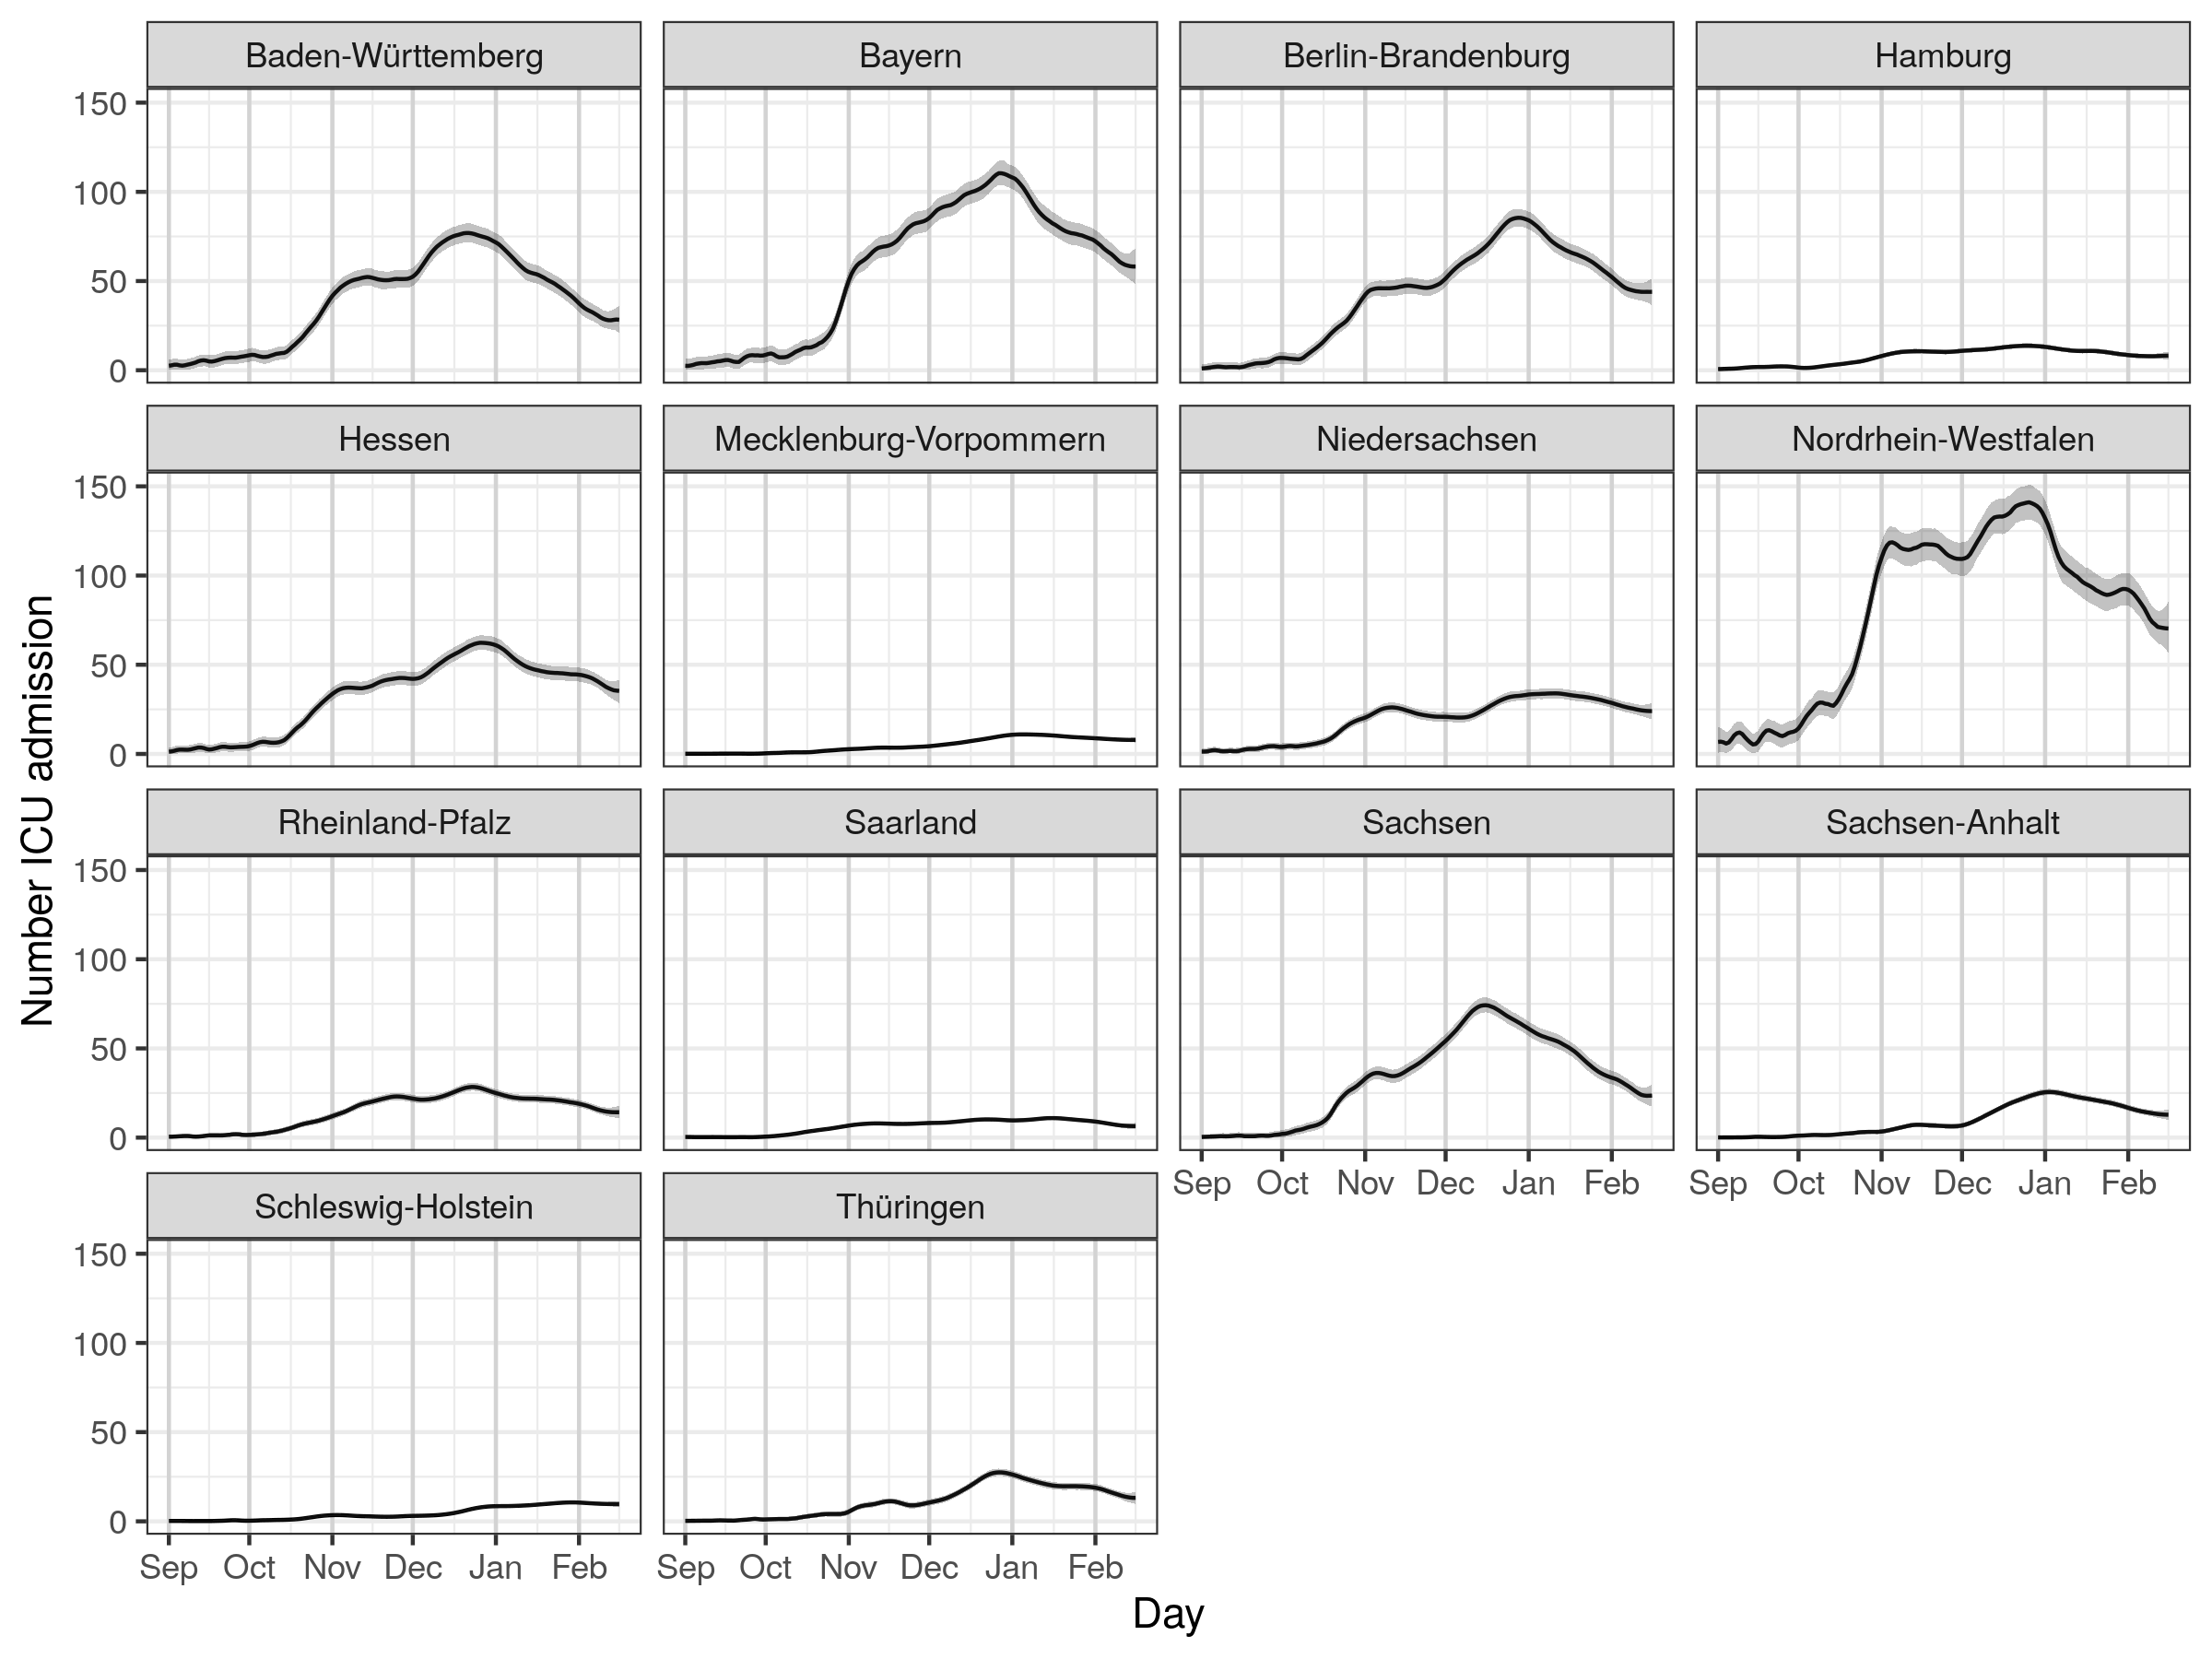 Baden-Württemberg
Bayern
Berlin-Brandenburg
Hamburg
150
100
50
0
Hessen
Mecklenburg-Vorpommern
Niedersachsen
Nordrhein-Westfalen
150
100
50
0
Number ICU admission
Rheinland-Pfalz
Saarland
Sachsen
Sachsen-Anhalt
150
100
50
0
Sep Oct Nov Dec Jan Feb
Sep Oct Nov Dec Jan Feb
Schleswig-Holstein
Thüringen
150
100
50
0
Sep Oct Nov Dec Jan Feb
Sep Oct Nov Dec Jan Feb
Day